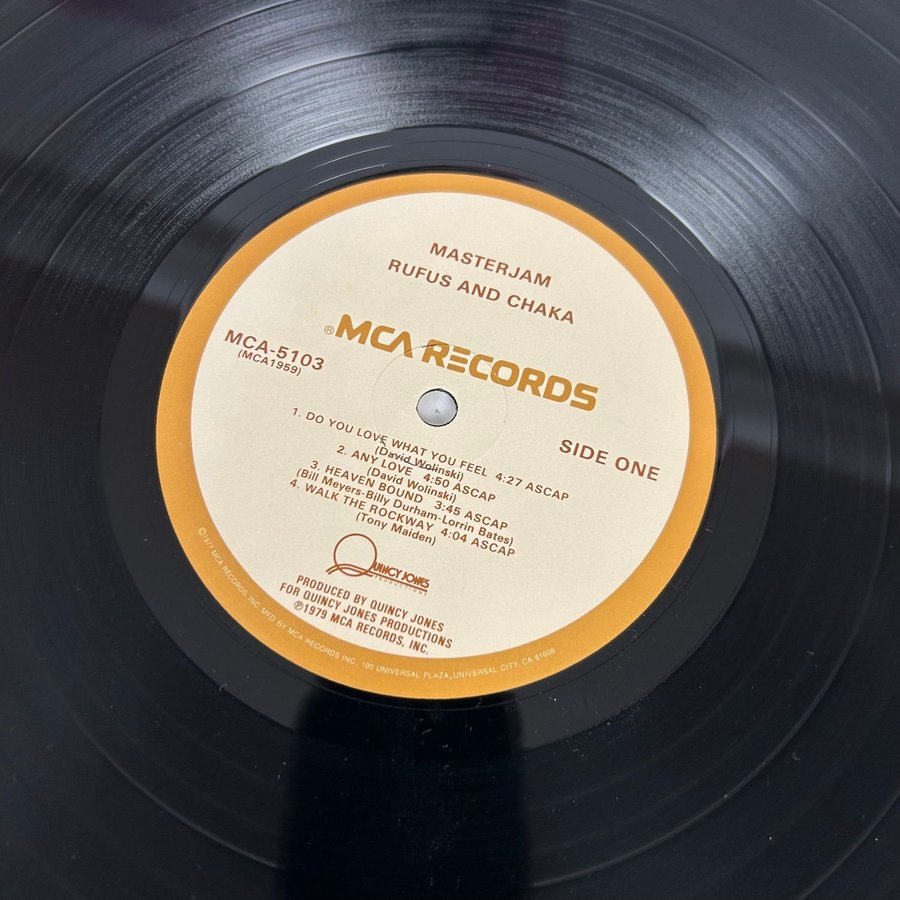 MASTERJAM
RUFUS AND CHAKA
® MCA RECORDS
MCA-5103
(MCA1959)
SIDE ONE
1. DO YOU LOVE WHAT YOU FEEL 4:27 ASCAP
(David Wolinski)
2. ANY LOVE 4:50 ASCAP
(David Wolinski)
3. HEAVEN BOUND 3:45 ASCAP
(Bill Meyers-Billy Durham-Lorrin Bates)
4. WALK THE ROCKWAY 4:04 ASCAP
(Tony Maiden)
QUINCY JONES
PRODUCTIONS
PRODUCED BY QUINCY JONES
FOR QUINCY JONES PRODUCTIONS
℗1979 MCA RECORDS, INC.
©1977 MCA RECORDS, INC. MFD BY MCA RECORDS INC. 100 UNIVERSAL PLAZA, UNIVERSAL CITY, CA 61608